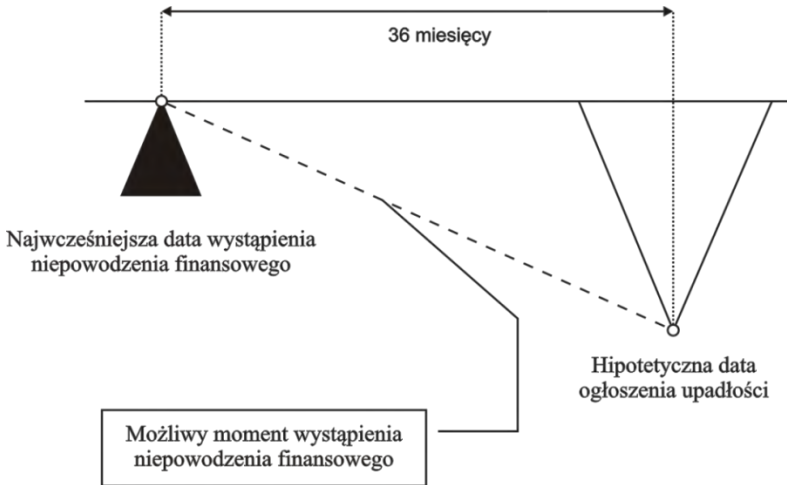 36 miesięcy
Najwcześniejsza data wystąpienia
niepowodzenia finansowego
Hipotetyczna data
ogłoszenia upadłości
Możliwy moment wystąpienia
niepowodzenia finansowego